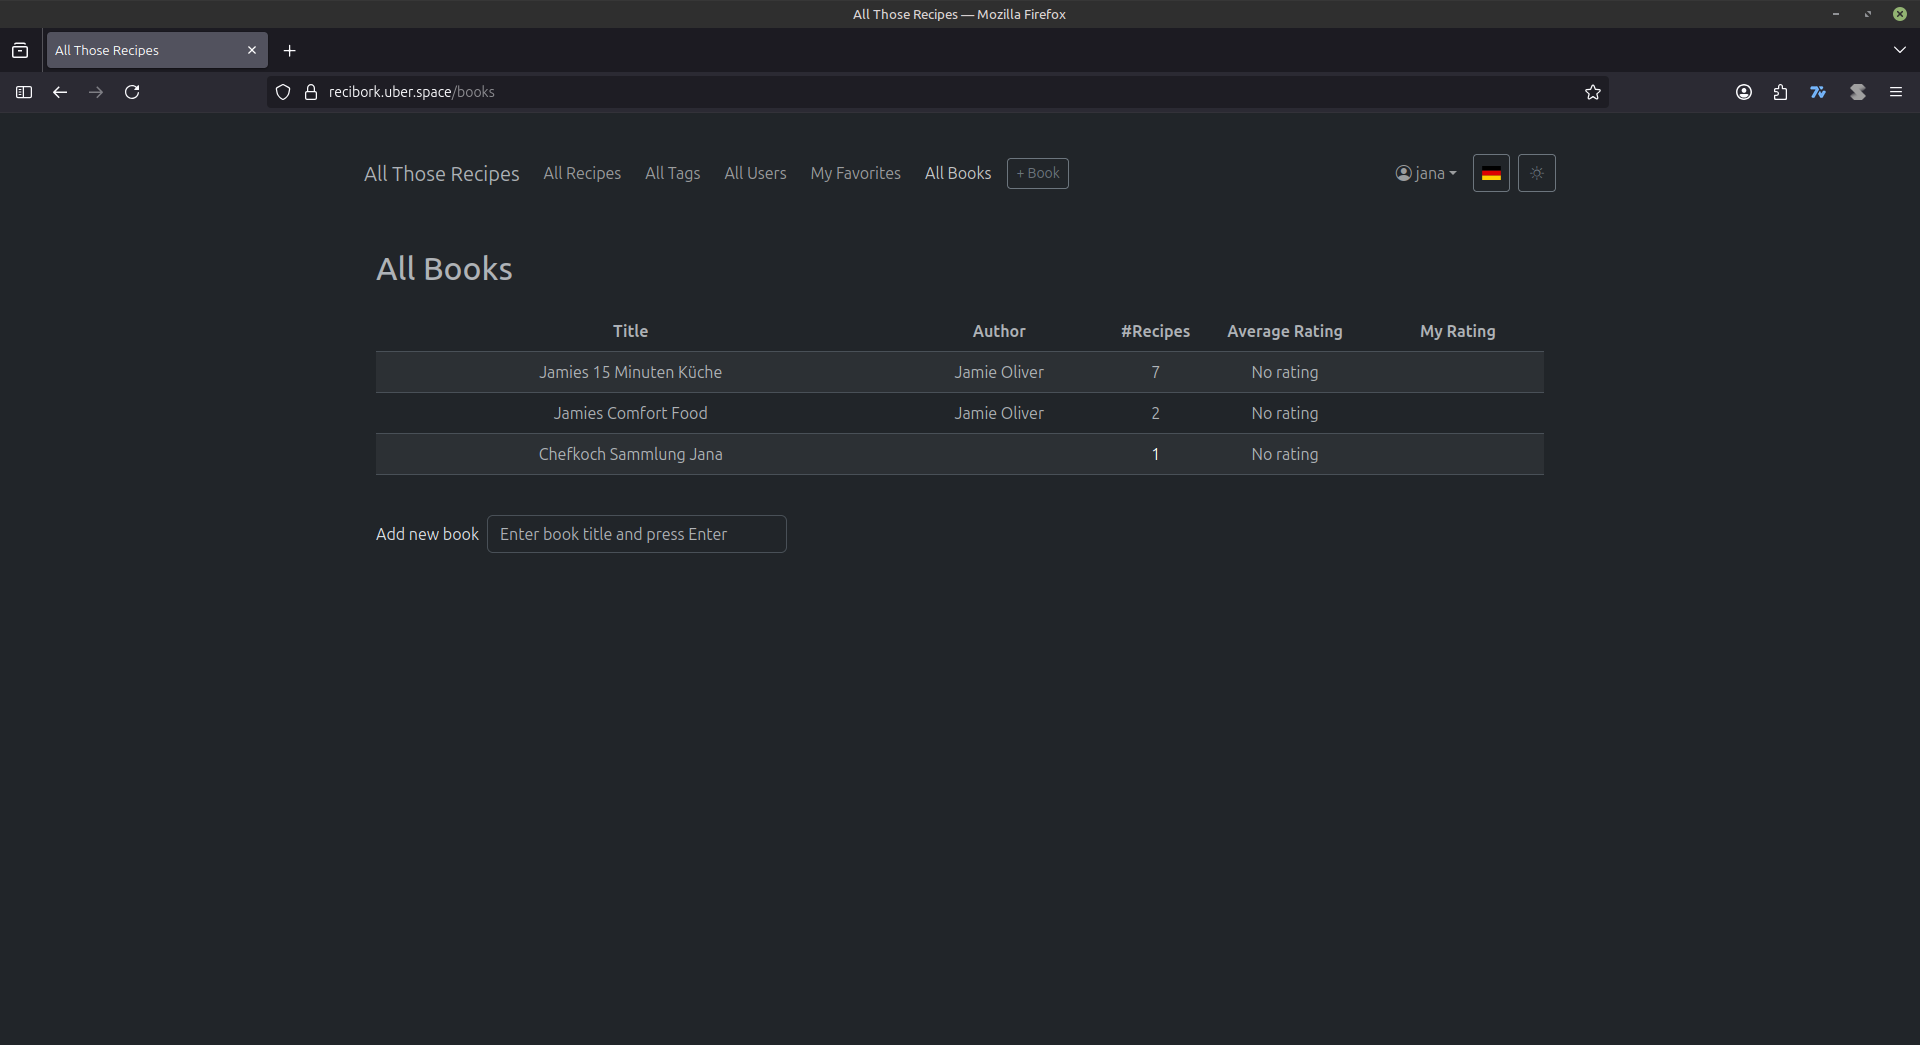 All Those Recipes — Mozilla Firefox
All Those Recipes
recibork.uber.space/books
All Those Recipes All Recipes All Tags All Users My Favorites All Books + Book jana
All Books
Title Author #Recipes Average Rating My Rating
Jamies 15 Minuten Küche Jamie Oliver 7 No rating
Jamies Comfort Food Jamie Oliver 2 No rating
Chefkoch Sammlung Jana 1 No rating
Add new book Enter book title and press Enter